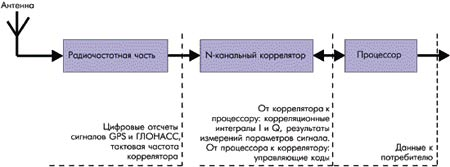 Антенна
Радиочастотная часть
N-канальный коррелятор
Процессор
Цифровые отсчеты
сигналов GPS и ГЛОНАСС,
тактовая частота
коррелятора
От коррелятора к
процессору: корреляционные
интегралы I и Q, результаты
измерений параметров сигнала.
От процессора к коррелятору:
управляющие коды
Данные к
потребителю